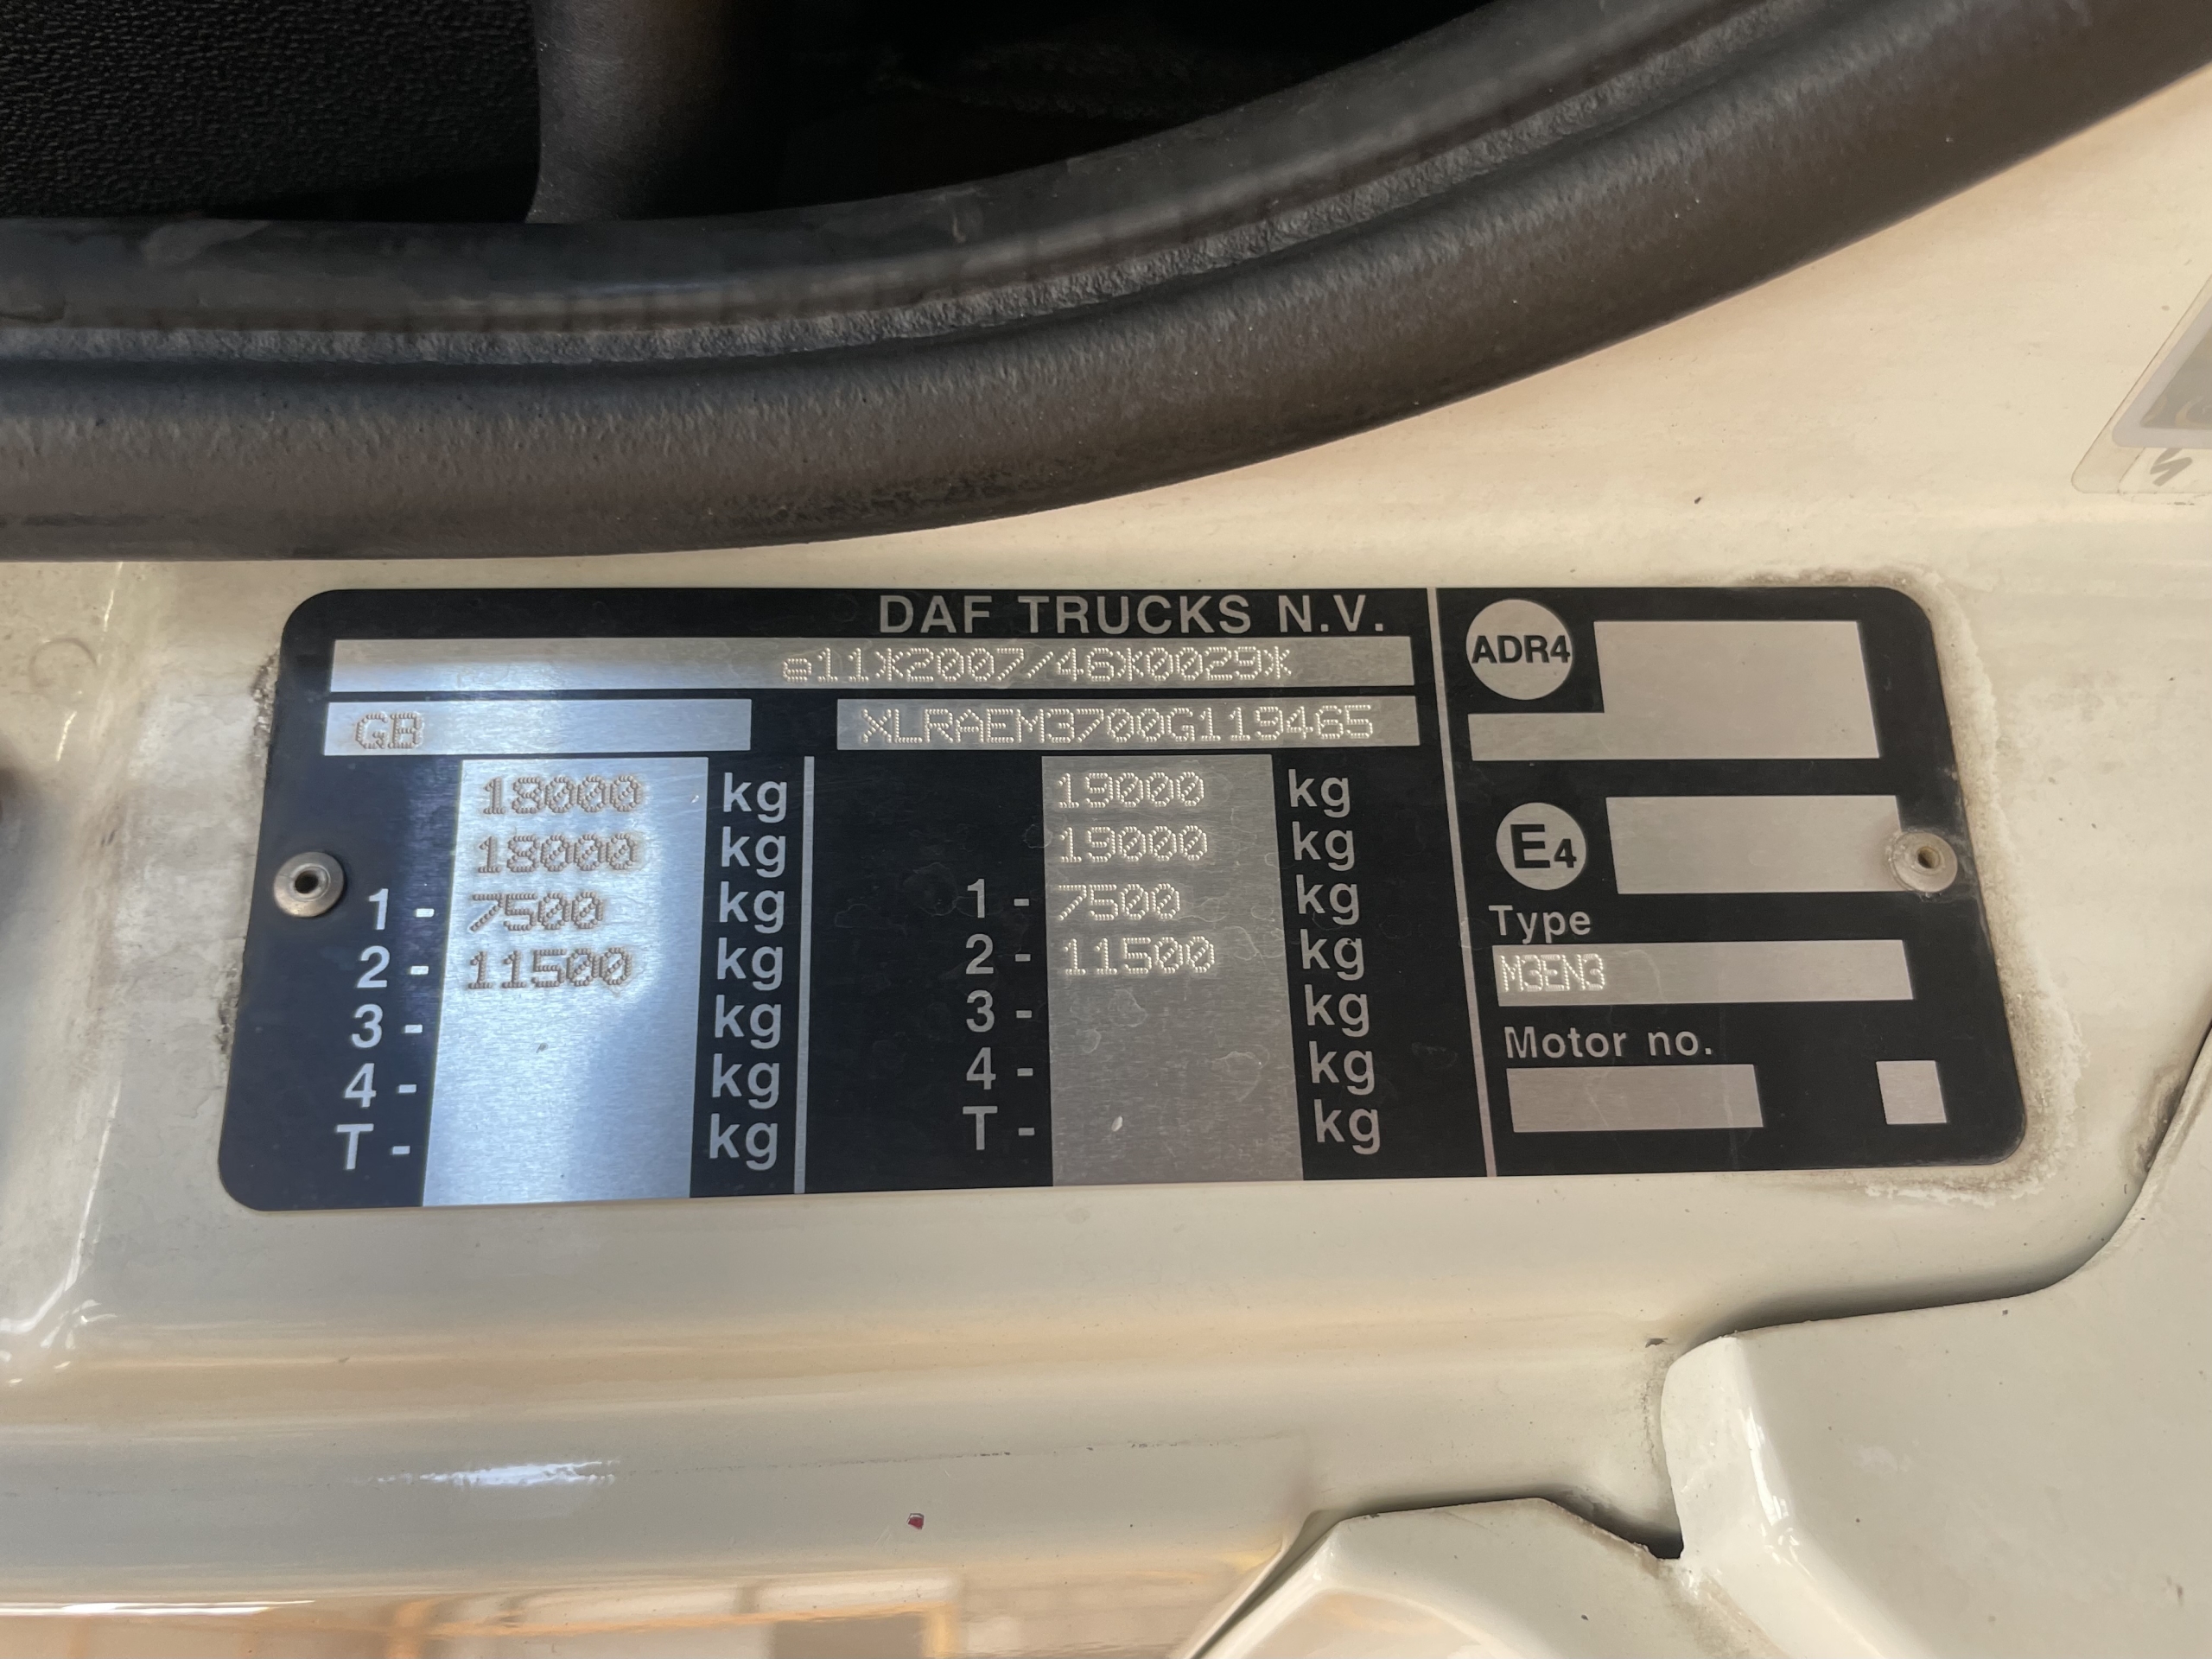 DAF TRUCKS N.V.
e11*2007/46*0029*
GB XLRAEM3700G119465
18000 kg 19000 kg
18000 kg 19000 kg
1 - 7500 kg 1 - 7500 kg
2 - 11500 kg 2 - 11500 kg
3 - kg 3 - kg
4 - kg 4 - kg
T - kg T - kg
ADR4
E4
Type
M3EN3
Motor no.